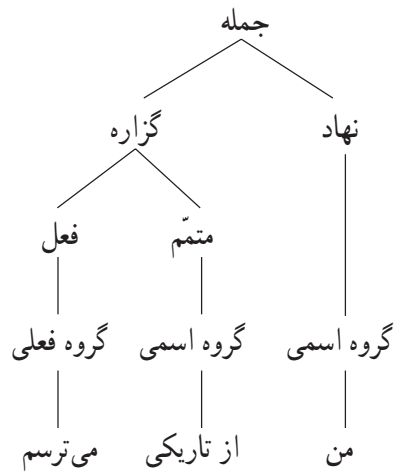 جمله
نهاد گزاره
متمّم فعل
گروه اسمی گروه اسمی گروه فعلی
من از تاریکی می‌ترسم